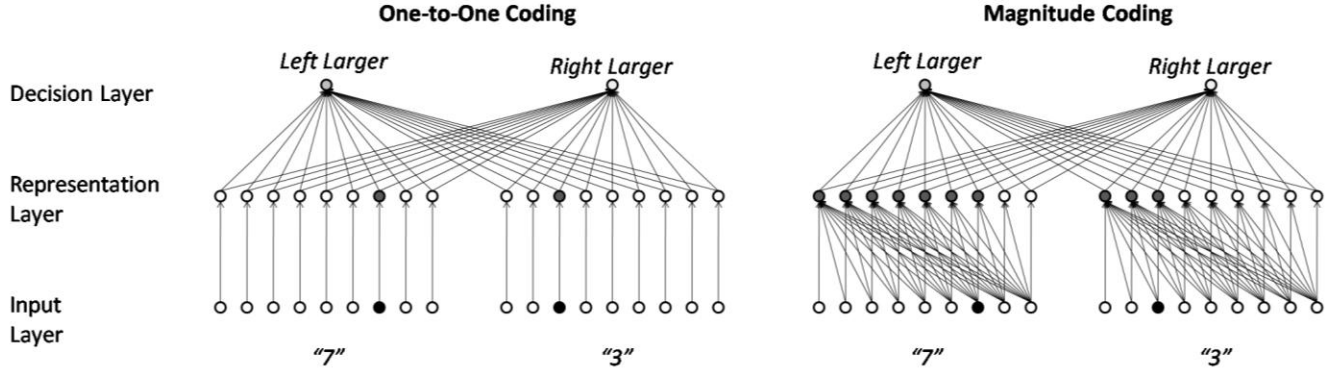 One-to-One Coding
Magnitude Coding
Left Larger
Right Larger
Left Larger
Right Larger
Decision Layer
Representation
Layer
Input
Layer
“7”
“3”
“7”
“3”